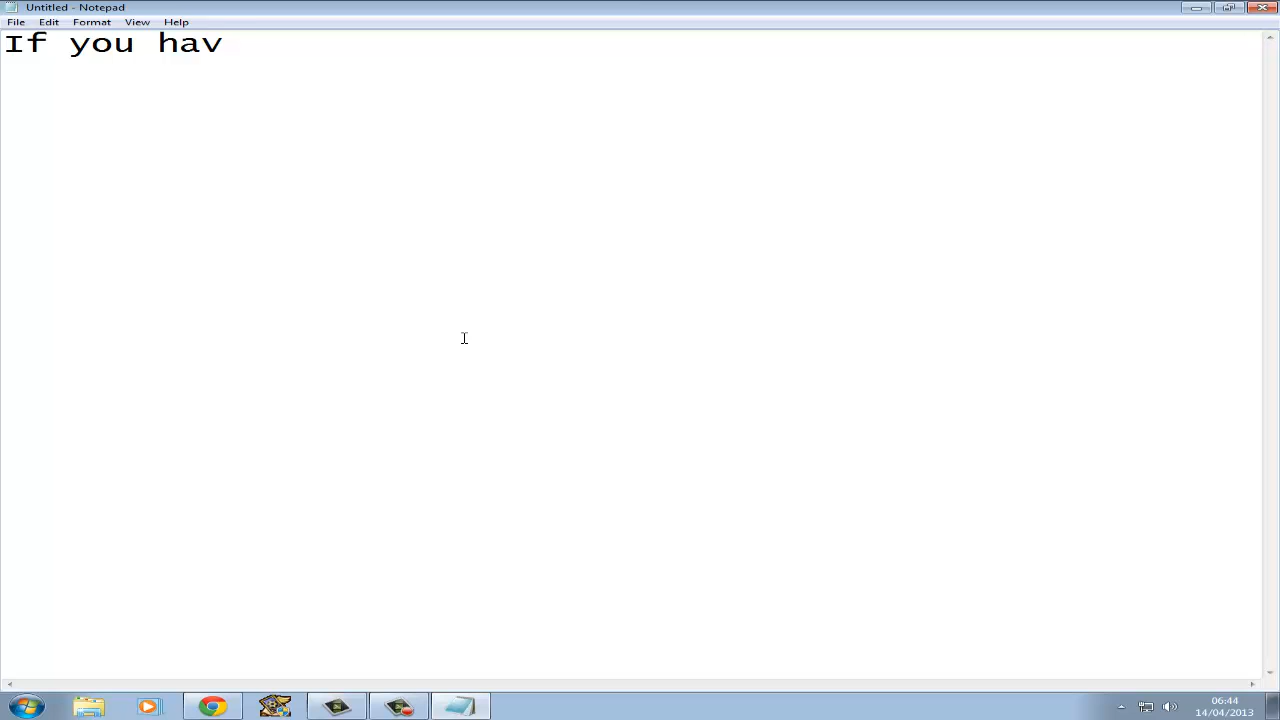 Untitled - Notepad
File Edit Format View Help
If you hav
06:44
14/04/2013